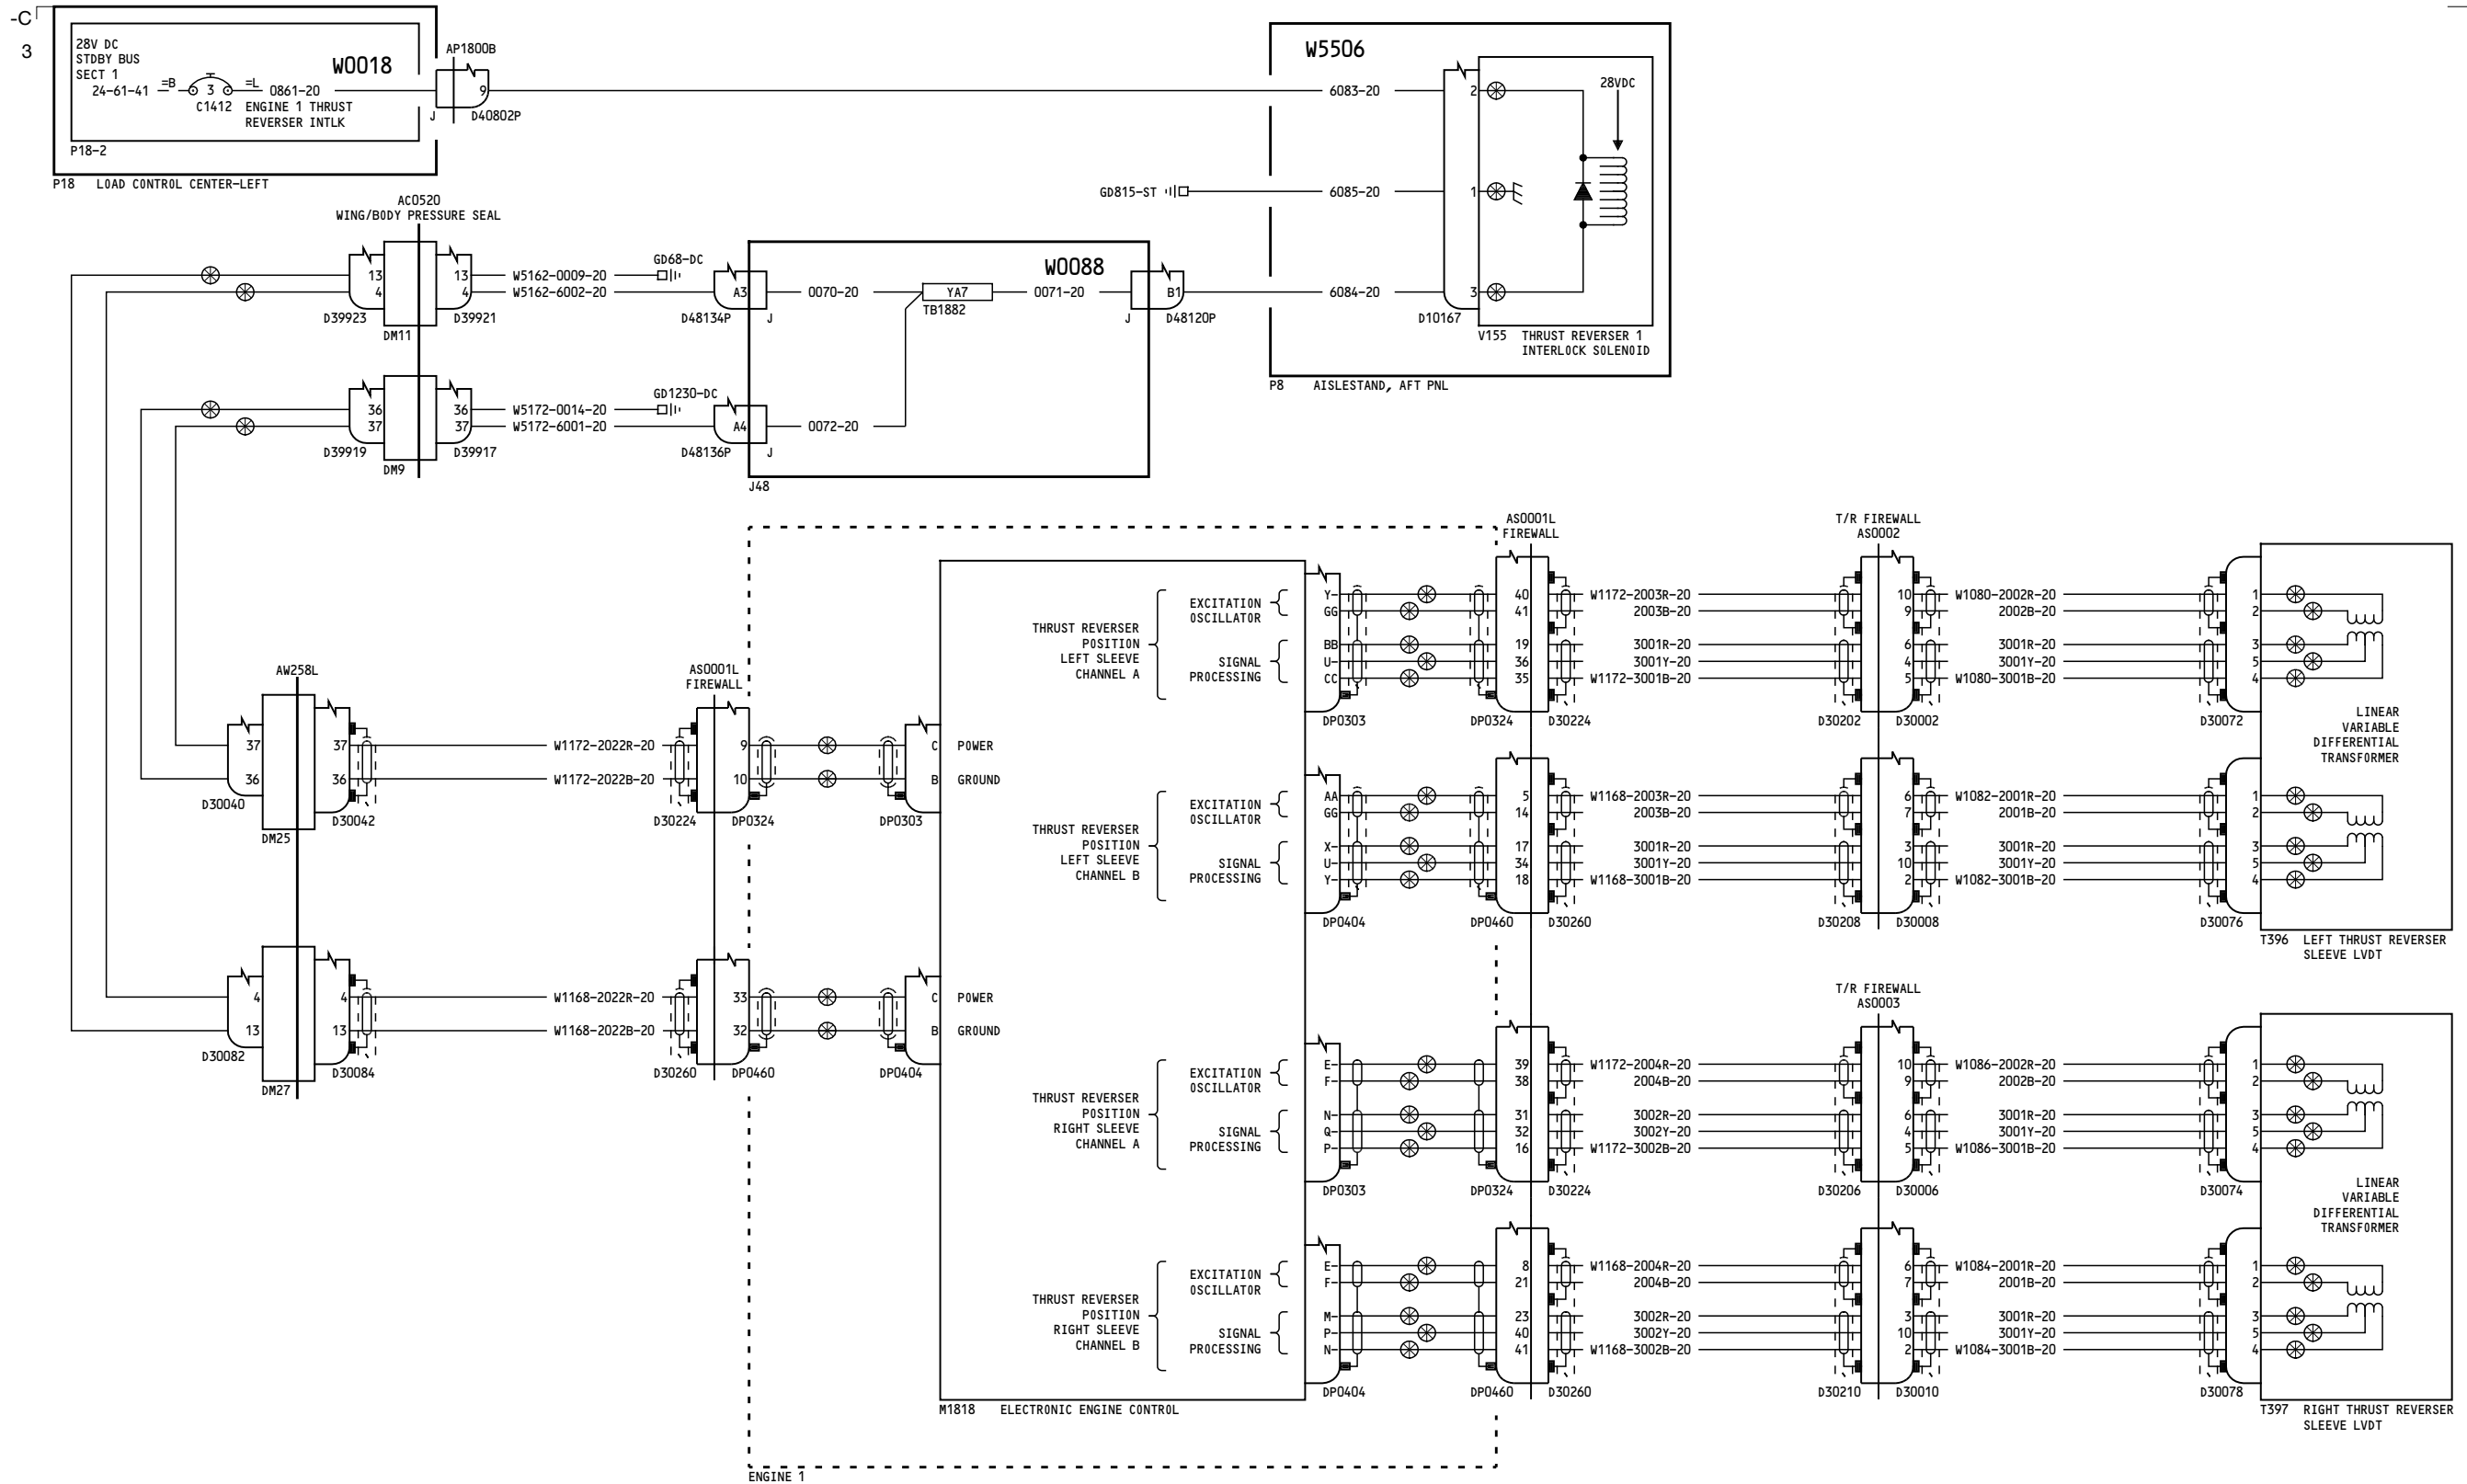 -C
3
28V DC
STDBY BUS
SECT 1
24-61-41 =B 3 =L 0861-20
C1412 ENGINE 1 THRUST
REVERSER INTLK
W0018
P18-2
P18 LOAD CONTROL CENTER-LEFT
AP1800B
9
J D40802P
W5506
6083-20 2
28VDC
GD815-ST 6085-20 1
6084-20 3
D10167
V155 THRUST REVERSER 1
INTERLOCK SOLENOID
P8 AISLESTAND, AFT PNL
AC0520
WING/BODY PRESSURE SEAL
13 13 W5162-0009-20 GD68-DC
4 4 W5162-6002-20 A3 0070-20 YA7 0071-20 B1
W0088
TB1882
D39923 D39921 D48134P J J D48120P
DM11
36 36 W5172-0014-20 GD1230-DC
37 37 W5172-6001-20 A4 0072-20
D39919 D39917 D48136P J
DM9
J48
AW258L
AS0001L
FIREWALL
37 37 W1172-2022R-20 9 C POWER
36 36 W1172-2022B-20 10 B GROUND
D30040 D30042 D30224 DP0324 DP0303
DM25
4 4 W1168-2022R-20 33 C POWER
13 13 W1168-2022B-20 32 B GROUND
D30082 D30084 D30260 DP0460 DP0404
DM27
AS0001L
FIREWALL
T/R FIREWALL
AS0002
THRUST REVERSER
POSITION
LEFT SLEEVE
CHANNEL A
EXCITATION
OSCILLATOR
SIGNAL
PROCESSING
Y- 40 W1172-2003R-20 10 W1080-2002R-20 1
GG 41 2003B-20 9 2002B-20 2
BB 19 3001R-20 6 3001R-20 3
U- 36 3001Y-20 4 3001Y-20 5
CC 35 W1172-3001B-20 5 W1080-3001B-20 4
DP0303 DP0324 D30224 D30202 D30002 D30072
LINEAR
VARIABLE
DIFFERENTIAL
TRANSFORMER
THRUST REVERSER
POSITION
LEFT SLEEVE
CHANNEL B
EXCITATION
OSCILLATOR
SIGNAL
PROCESSING
AA 5 W1168-2003R-20 6 W1082-2001R-20 1
GG 14 2003B-20 7 2001B-20 2
X- 17 3001R-20 3 3001R-20 3
U- 34 3001Y-20 10 3001Y-20 5
Y- 18 W1168-3001B-20 2 W1082-3001B-20 4
DP0404 DP0460 D30260 D30208 D30008 D30076
T396 LEFT THRUST REVERSER
SLEEVE LVDT
T/R FIREWALL
AS0003
THRUST REVERSER
POSITION
RIGHT SLEEVE
CHANNEL A
EXCITATION
OSCILLATOR
SIGNAL
PROCESSING
E- 39 W1172-2004R-20 10 W1086-2002R-20 1
F- 38 2004B-20 9 2002B-20 2
N- 31 3002R-20 6 3001R-20 3
Q- 32 3002Y-20 4 3001Y-20 5
P- 16 W1172-3002B-20 5 W1086-3001B-20 4
DP0303 DP0324 D30224 D30206 D30006 D30074
LINEAR
VARIABLE
DIFFERENTIAL
TRANSFORMER
THRUST REVERSER
POSITION
RIGHT SLEEVE
CHANNEL B
EXCITATION
OSCILLATOR
SIGNAL
PROCESSING
E- 8 W1168-2004R-20 6 W1084-2001R-20 1
F- 21 2004B-20 7 2001B-20 2
M- 23 3002R-20 3 3001R-20 3
P- 40 3002Y-20 10 3001Y-20 5
N- 41 W1168-3002B-20 2 W1084-3001B-20 4
DP0404 DP0460 D30260 D30210 D30010 D30078
M1818 ELECTRONIC ENGINE CONTROL
T397 RIGHT THRUST REVERSER
SLEEVE LVDT
ENGINE 1